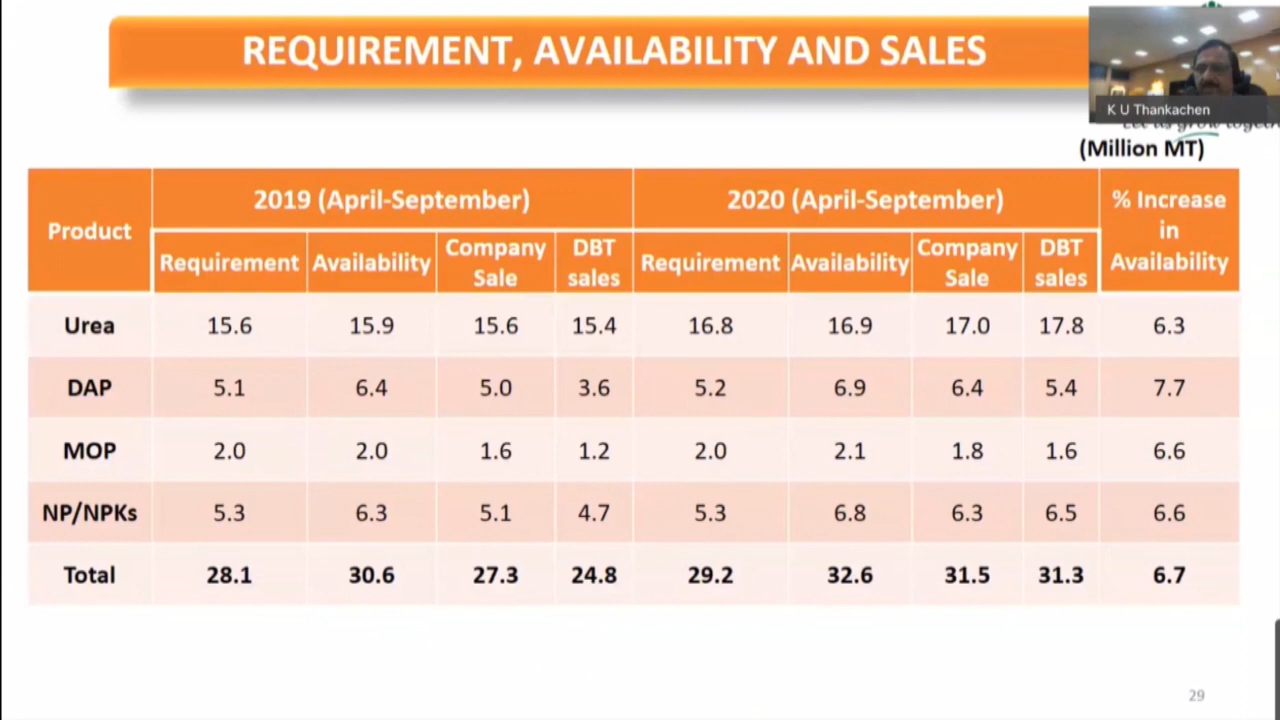 REQUIREMENT, AVAILABILITY AND SALES
K U Thankachen
(Million MT)
Product 2019 (April-September) 2020 (April-September) % Increase in Availability
Requirement Availability Company Sale DBT sales Requirement Availability Company Sale DBT sales
Urea 15.6 15.9 15.6 15.4 16.8 16.9 17.0 17.8 6.3
DAP 5.1 6.4 5.0 3.6 5.2 6.9 6.4 5.4 7.7
MOP 2.0 2.0 1.6 1.2 2.0 2.1 1.8 1.6 6.6
NP/NPKs 5.3 6.3 5.1 4.7 5.3 6.8 6.3 6.5 6.6
Total 28.1 30.6 27.3 24.8 29.2 32.6 31.5 31.3 6.7
29